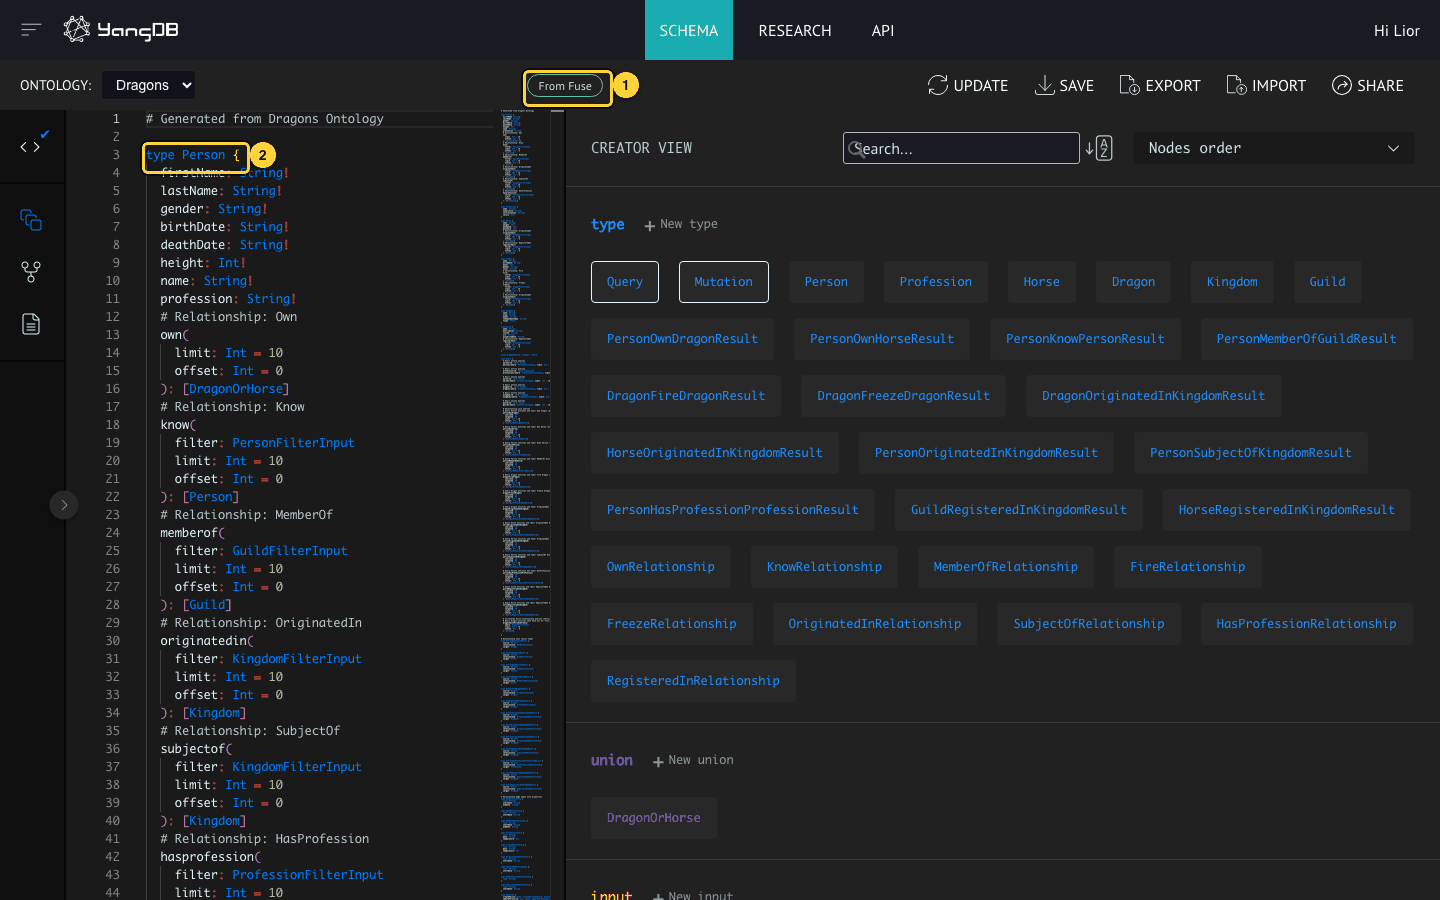 YangDB
SCHEMA RESEARCH API
Hi Lior
ONTOLOGY: Dragons
From Fuse 1
UPDATE SAVE EXPORT IMPORT SHARE
1 # Generated from Dragons Ontology
2
3 type Person { 2
4 firstName: String!
5 lastName: String!
6 gender: String!
7 birthDate: String!
8 deathDate: String!
9 height: Int!
10 name: String!
11 profession: String!
12 # Relationship: Own
13 own(
14 limit: Int = 10
15 offset: Int = 0
16 ): [DragonOrHorse]
17 # Relationship: Know
18 know(
19 filter: PersonFilterInput
20 limit: Int = 10
21 offset: Int = 0
22 ): [Person]
23 # Relationship: MemberOf
24 memberof(
25 filter: GuildFilterInput
26 limit: Int = 10
27 offset: Int = 0
28 ): [Guild]
29 # Relationship: OriginatedIn
30 originatedin(
31 filter: KingdomFilterInput
32 limit: Int = 10
33 offset: Int = 0
34 ): [Kingdom]
35 # Relationship: SubjectOf
36 subjectof(
37 filter: KingdomFilterInput
38 limit: Int = 10
39 offset: Int = 0
40 ): [Kingdom]
41 # Relationship: HasProfession
42 hasprofession(
43 filter: ProfessionFilterInput
44 limit: Int = 10
CREATOR VIEW
Search...
A
Z
Nodes order
type + New type
Query Mutation Person Profession Horse Dragon Kingdom Guild
PersonOwnDragonResult PersonOwnHorseResult PersonKnowPersonResult PersonMemberOfGuildResult
DragonFireDragonResult DragonFreezeDragonResult DragonOriginatedInKingdomResult
HorseOriginatedInKingdomResult PersonOriginatedInKingdomResult PersonSubjectOfKingdomResult
PersonHasProfessionProfessionResult GuildRegisteredInKingdomResult HorseRegisteredInKingdomResult
OwnRelationship KnowRelationship MemberOfRelationship FireRelationship
FreezeRelationship OriginatedInRelationship SubjectOfRelationship HasProfessionRelationship
RegisteredInRelationship
union + New union
DragonOrHorse
input + New input